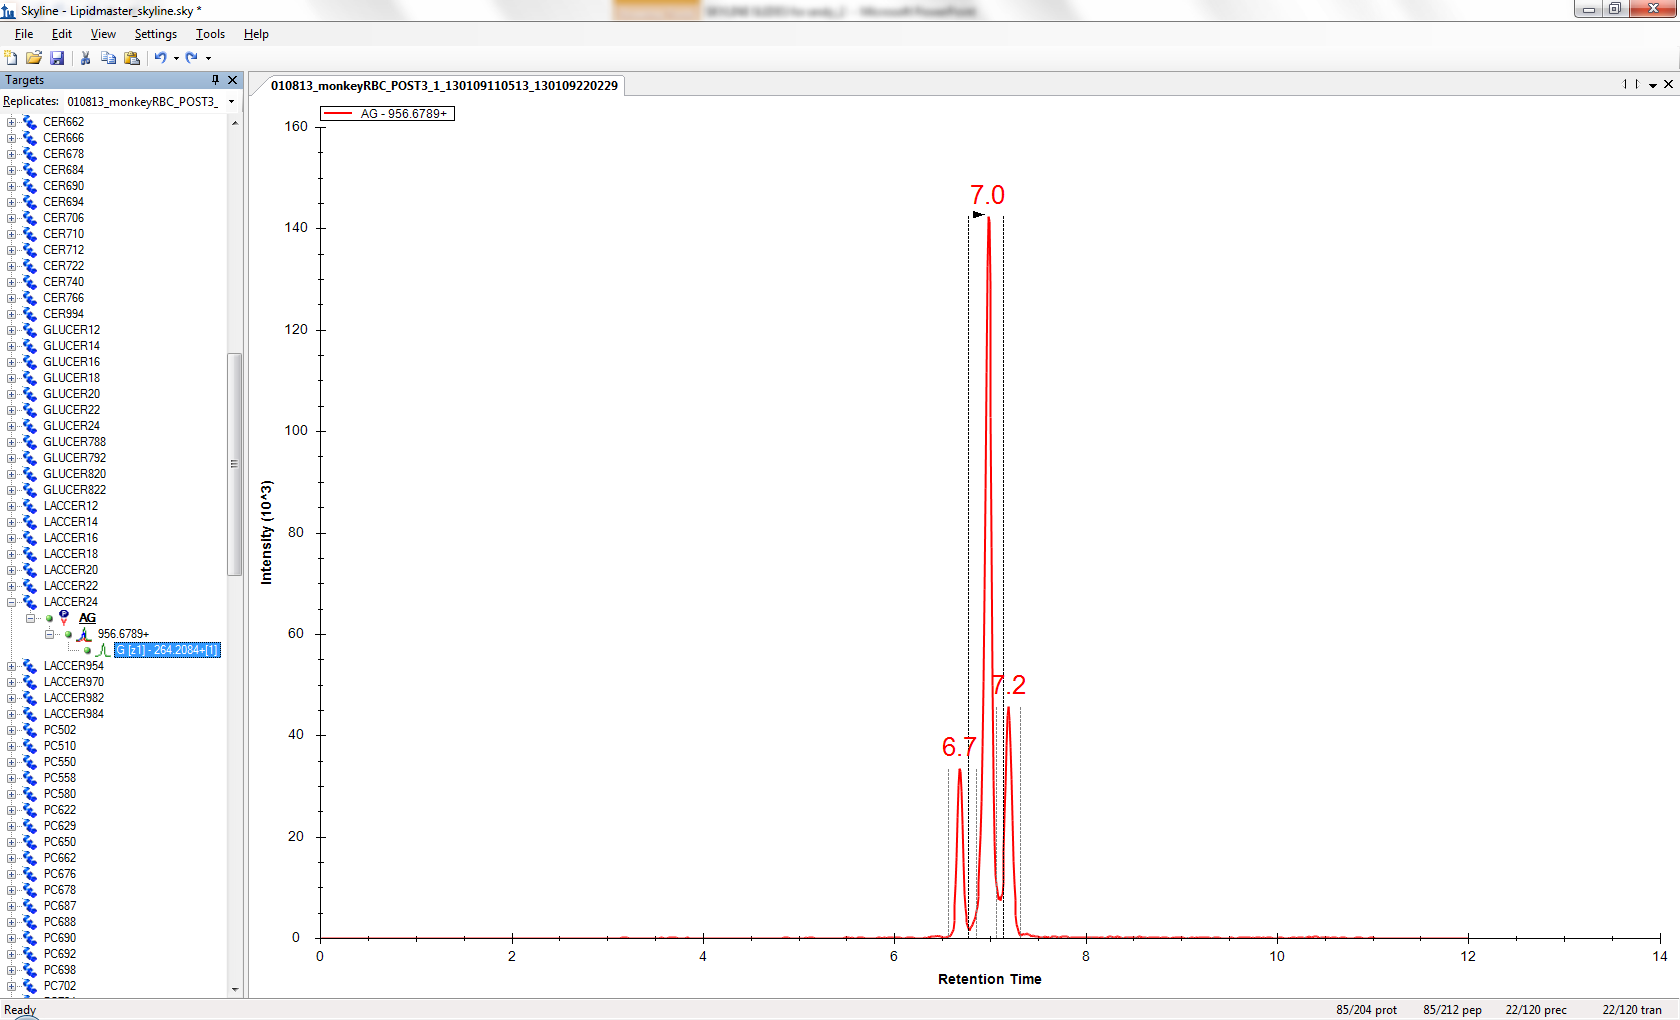 Skyline - Lipidmaster_skyline.sky *
File Edit View Settings Tools Help
Targets
Replicates: 010813_monkeyRBC_POST3_
CER662
CER666
CER678
CER684
CER690
CER694
CER706
CER710
CER712
CER722
CER740
CER766
CER994
GLUCER12
GLUCER14
GLUCER16
GLUCER18
GLUCER20
GLUCER22
GLUCER24
GLUCER788
GLUCER792
GLUCER820
GLUCER822
LACCER12
LACCER14
LACCER16
LACCER18
LACCER20
LACCER22
LACCER24
AG
956.6789+
G [z1] - 264.2084+[1]
LACCER954
LACCER970
LACCER982
LACCER984
PC502
PC510
PC550
PC558
PC580
PC622
PC629
PC650
PC662
PC676
PC678
PC687
PC688
PC690
PC692
PC698
PC702
010813_monkeyRBC_POST3_1_130109110513_130109220229
AG - 956.6789+
160
140
120
100
80
60
40
20
0
Intensity (10^3)
7.0
7.2
6.7
0 2 4 6 8 10 12 14
Retention Time
Ready
85/204 prot 85/212 pep 22/120 prec 22/120 tran